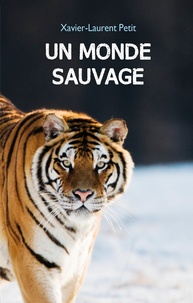 Xavier-Laurent Petit
UN MONDE
SAUVAGE